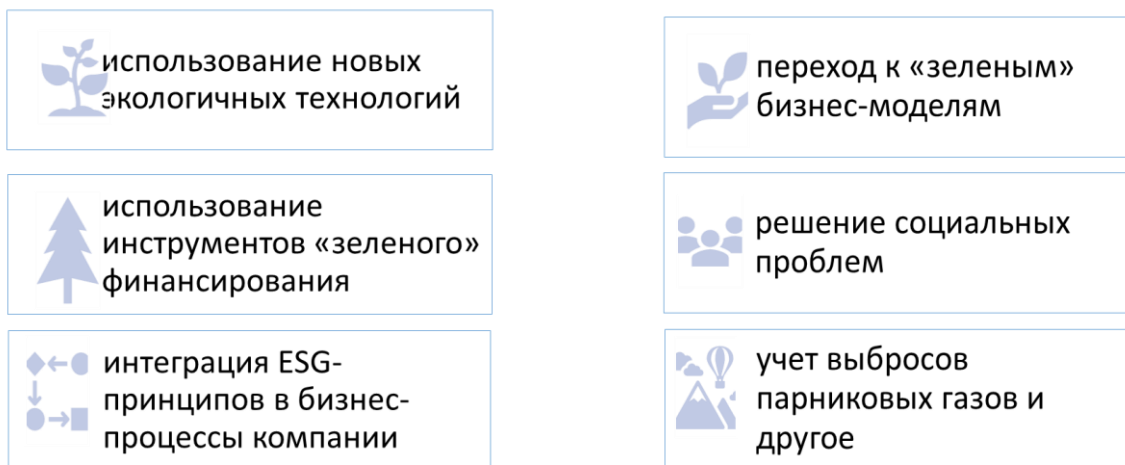 использование новых
экологичных технологий
использование
инструментов «зеленого»
финансирования
интеграция ESG-
принципов в бизнес-
процессы компании
переход к «зеленым»
бизнес-моделям
решение социальных
проблем
учет выбросов
парниковых газов и
другое